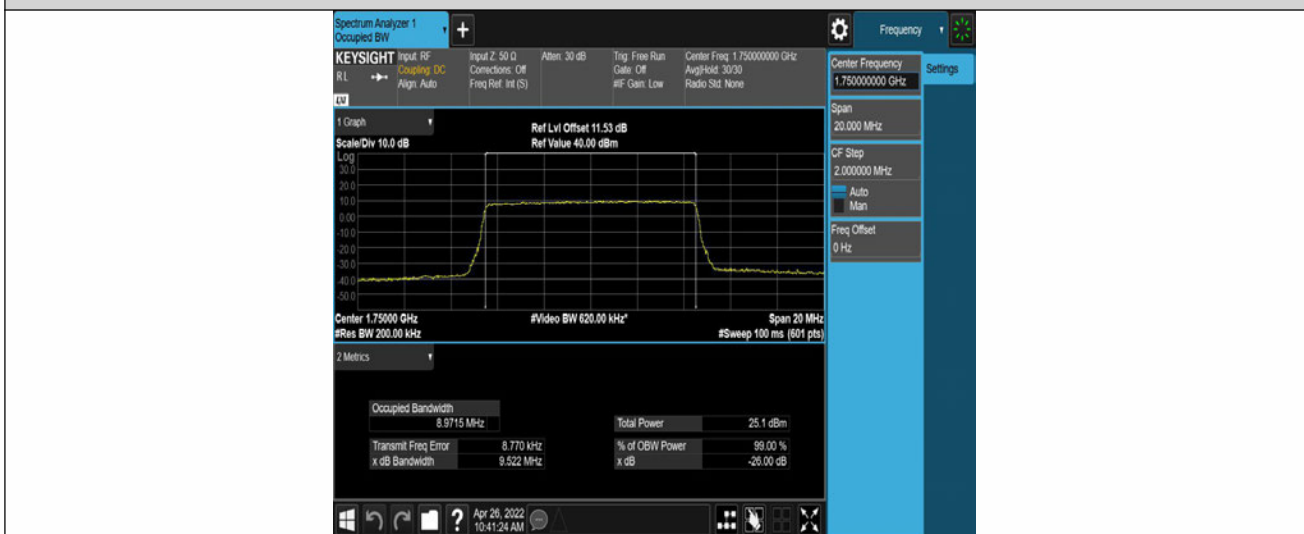 Spectrum Analyzer 1
Occupied BW
+
Frequency
KEYSIGHT
R L
Input: RF
Coupling: DC
Align: Auto
Input Z: 50 Ω
Corrections: Off
Freq Ref: Int (S)
Atten: 30 dB
Trig: Free Run
Gate: Off
#IF Gain: Low
Center Freq: 1.750000000 GHz
Avg|Hold: 30/30
Radio Std: None
Center Frequency
1.750000000 GHz
Settings
Span
20.000 MHz
CF Step
2.000000 MHz
Auto
Man
Freq Offset
0 Hz
1 Graph
Scale/Div 10.0 dB
Ref Lvl Offset 11.53 dB
Ref Value 40.00 dBm
Log
30.0
20.0
10.0
0.00
-10.0
-20.0
-30.0
-40.0
-50.0
Center 1.75000 GHz
#Video BW 620.00 kHz*
Span 20 MHz
#Res BW 200.00 kHz
#Sweep 100 ms (601 pts)
2 Metrics
Occupied Bandwidth
8.9715 MHz
Total Power 25.1 dBm
Transmit Freq Error 8.770 kHz
% of OBW Power 99.00 %
x dB Bandwidth 9.522 MHz
x dB -26.00 dB
?
Apr 26, 2022
10:41:24 AM